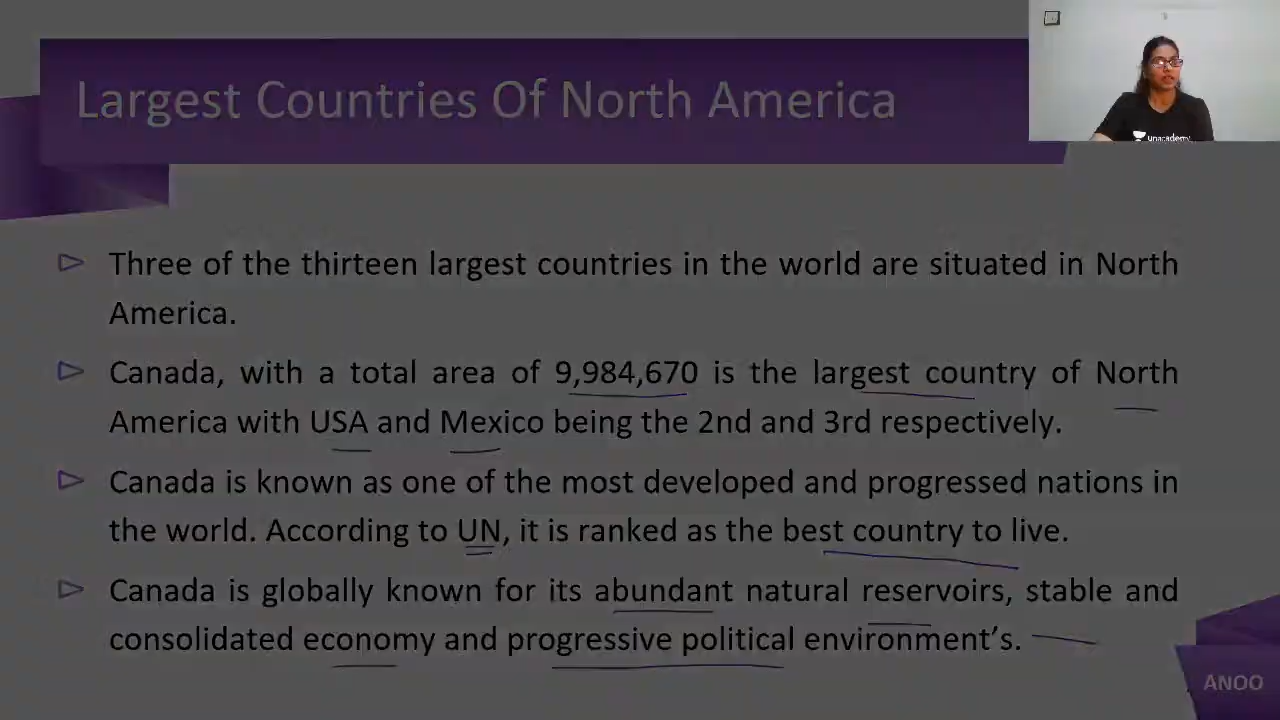 Largest Countries Of North America
unacademy
Three of the thirteen largest countries in the world are situated in North
America.
Canada, with a total area of 9,984,670 is the largest country of North
America with USA and Mexico being the 2nd and 3rd respectively.
Canada is known as one of the most developed and progressed nations in
the world. According to UN, it is ranked as the best country to live.
Canada is globally known for its abundant natural reservoirs, stable and
consolidated economy and progressive political environment's.
ANOO